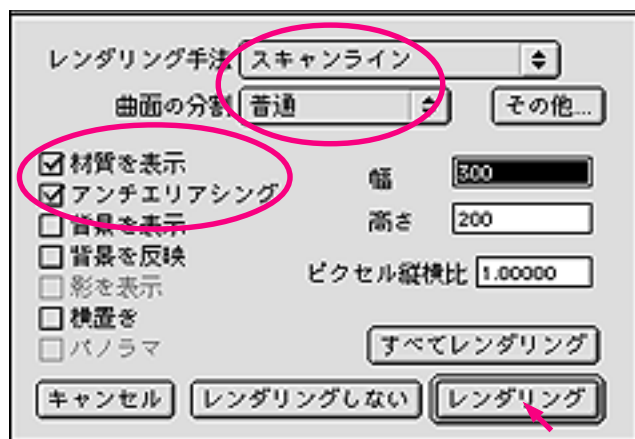 レンダリング手法 スキャンライン
曲面の分割 普通 その他...
材質を表示
アンチエリアシング
背景を表示
背景を反映
影を表示
横置き
パノラマ
幅 300
高さ 200
ピクセル縦横比 1.00000
すべてレンダリング
キャンセル レンダリングしない レンダリング